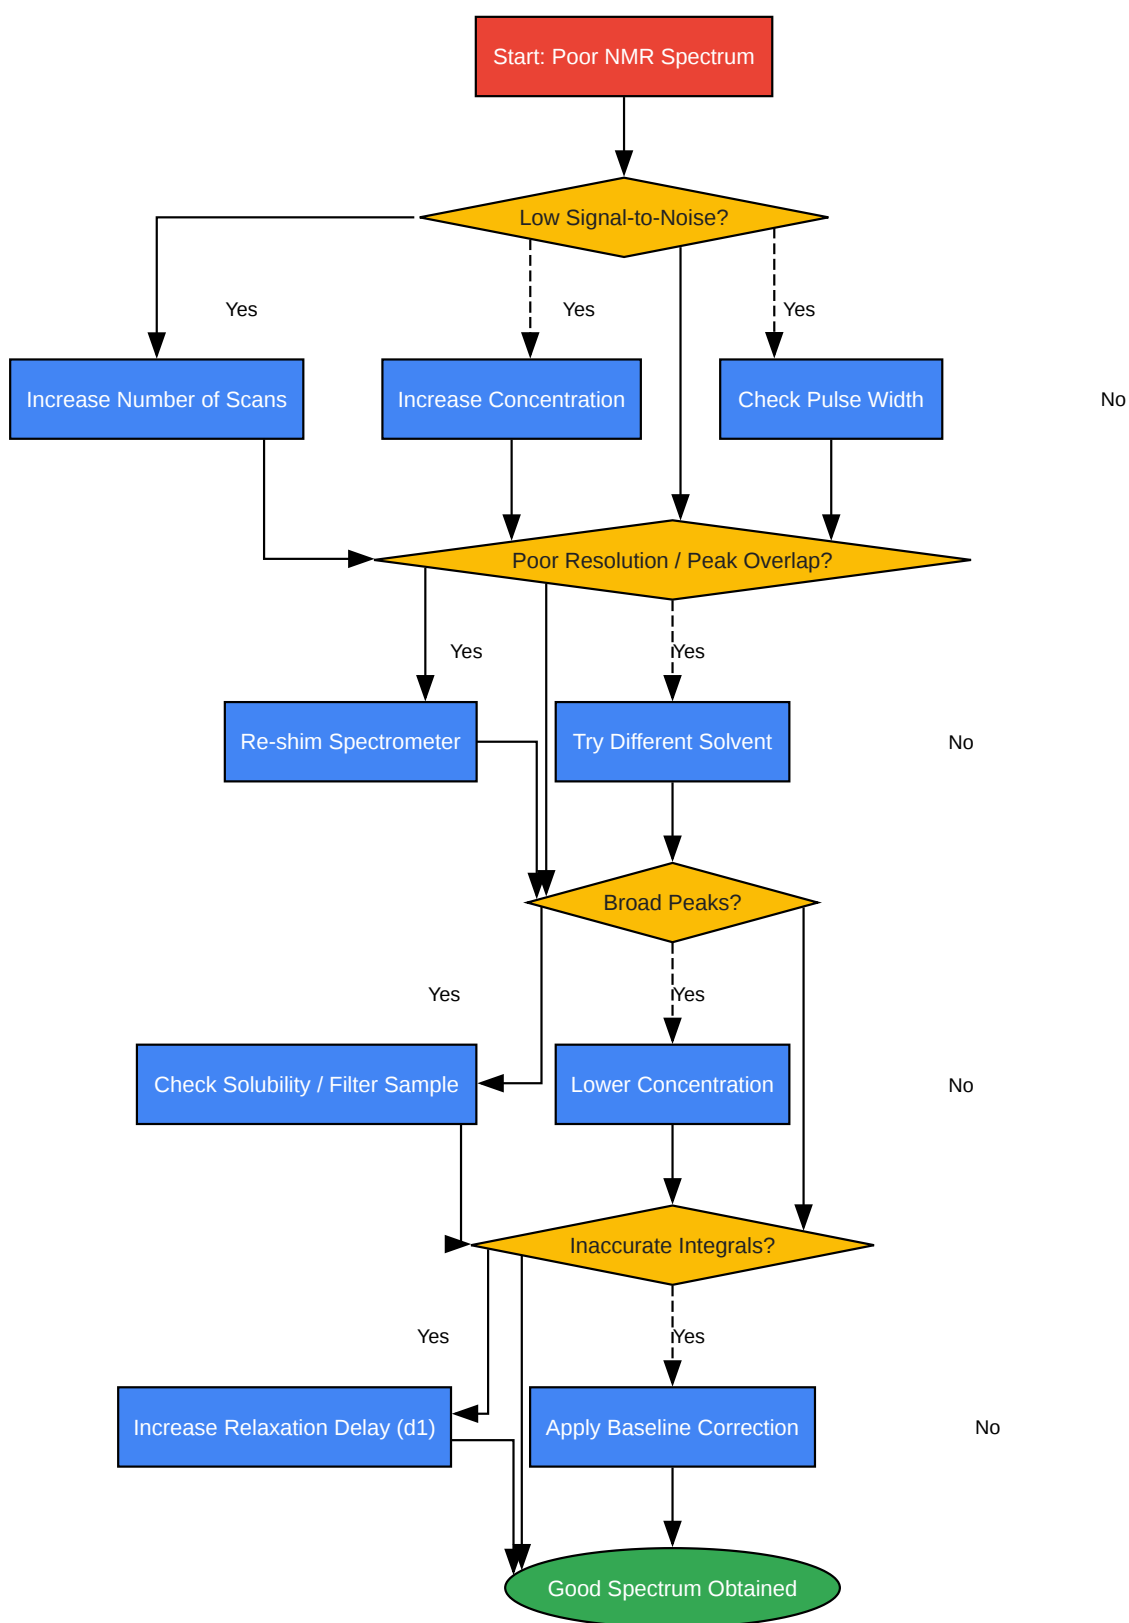 Start: Poor NMR Spectrum
Low Signal-to-Noise?
Yes
Yes
Yes
Increase Number of Scans
Increase Concentration
Check Pulse Width
No
Poor Resolution / Peak Overlap?
Yes
Yes
Re-shim Spectrometer
Try Different Solvent
No
Broad Peaks?
Yes
Yes
Check Solubility / Filter Sample
Lower Concentration
No
Inaccurate Integrals?
Yes
Yes
Increase Relaxation Delay (d1)
Apply Baseline Correction
No
Good Spectrum Obtained